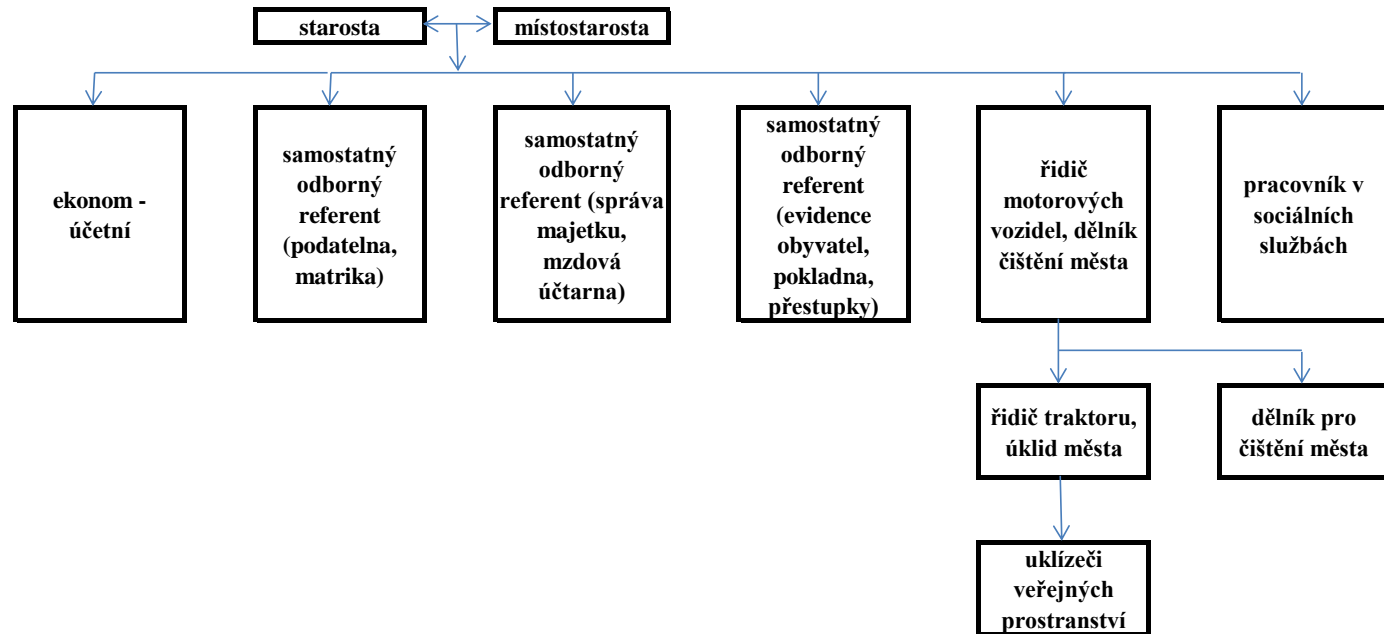 starosta
místostarosta
ekonom -
účetní
samostatný
odborný
referent
(podatelna,
matrika)
samostatný
odborný
referent (správa
majetku,
mzdová
účtarna)
samostatný
odborný
referent
(evidence
obyvatel,
pokladna,
přestupky)
řidič
motorových
vozidel, dělník
čištění města
pracovník v
sociálních
službách
řidič traktoru,
úklid města
dělník pro
čištění města
uklízeči
veřejných
prostranství